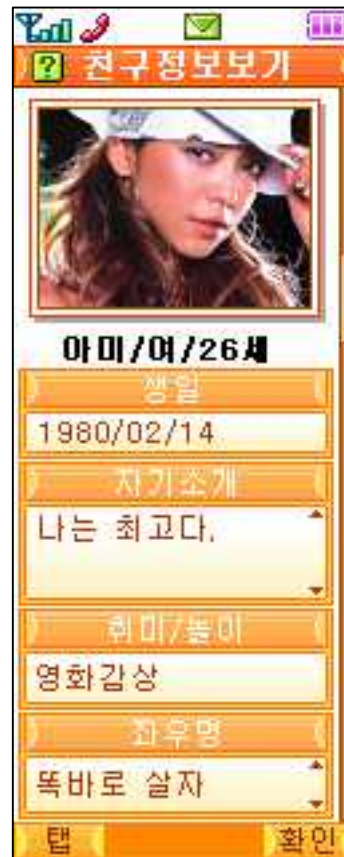 친구정보보기
아미/여/26세
생일
1980/02/14
자기소개
나는 최고다.
취미/놀이
영화감상
좌우명
똑바로 살자
탭 확인